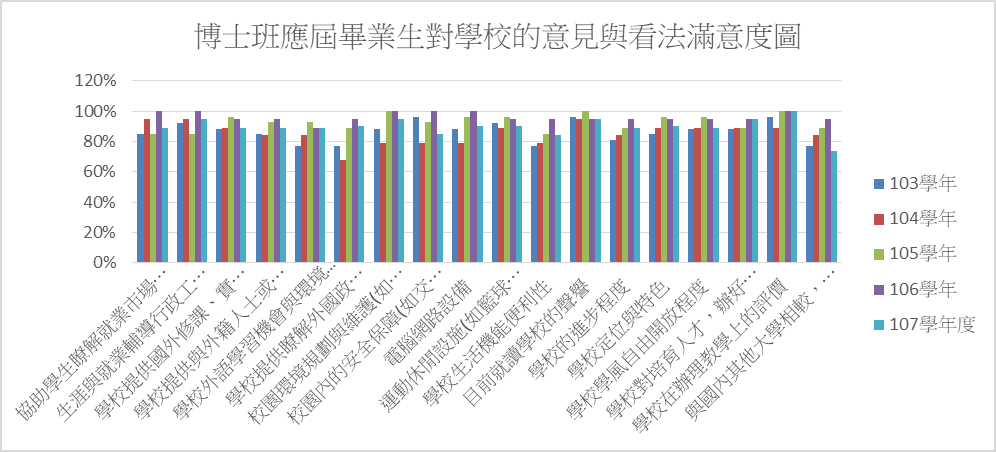 博士班應屆畢業生對學校的意見與看法滿意度圖
120%
100%
80%
60%
40%
20%
0%
協助學生瞭解就業市場…
生涯與就業輔導行政工…
學校提供國外修課、實…
學校提供與外籍人士或…
學校外語學習機會與環境…
學校提供瞭解外國政…
校園環境規劃與維護(如…
校園內的安全保障(如交…
電腦網路設備
運動休閒設施(如籃球…
學校生活機能便利性
目前就讀學校的聲譽
學校的進步程度
學校定位與特色
學校學風自由開放程度
學校對培育人才，辦好…
學校在辦理教學上的評價
與國內其他大學相較，…
103學年
104學年
105學年
106學年
107學年度